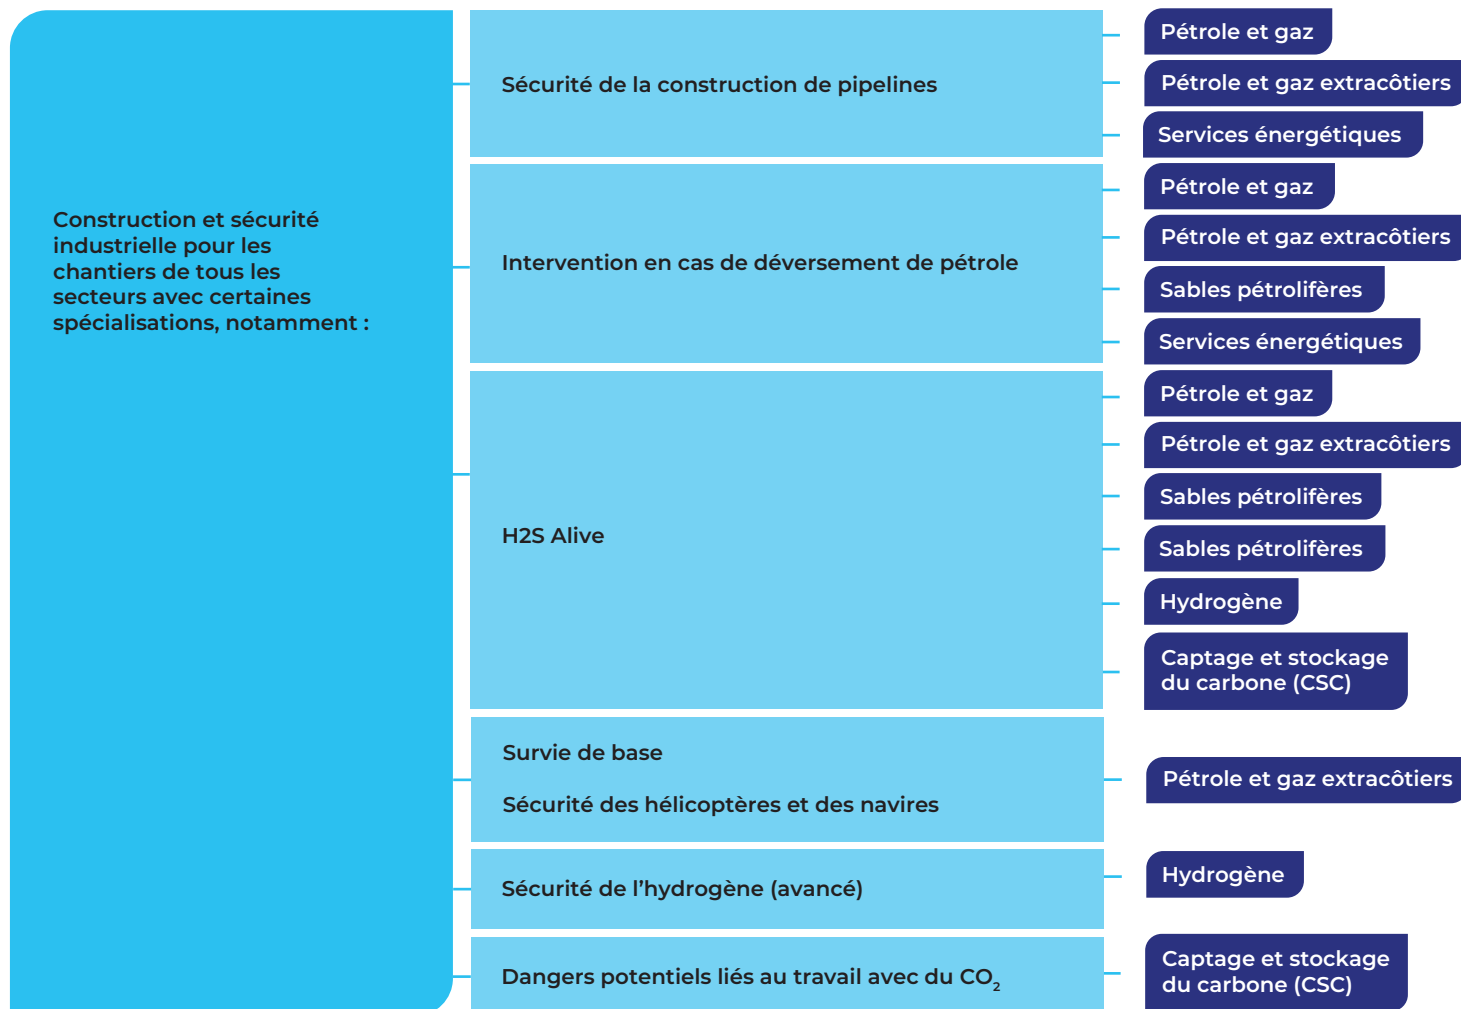 Construction et sécurité
industrielle pour les
chantiers de tous les
secteurs avec certaines
spécialisations, notamment :
Sécurité de la construction de pipelines
Pétrole et gaz
Pétrole et gaz extracôtiers
Services énergétiques
Intervention en cas de déversement de pétrole
Pétrole et gaz
Pétrole et gaz extracôtiers
Sables pétrolifères
Services énergétiques
H2S Alive
Pétrole et gaz
Pétrole et gaz extracôtiers
Sables pétrolifères
Sables pétrolifères
Hydrogène
Captage et stockage
du carbone (CSC)
Survie de base
Sécurité des hélicoptères et des navires
Pétrole et gaz extracôtiers
Sécurité de l’hydrogène (avancé)
Hydrogène
Dangers potentiels liés au travail avec du CO₂
Captage et stockage
du carbone (CSC)